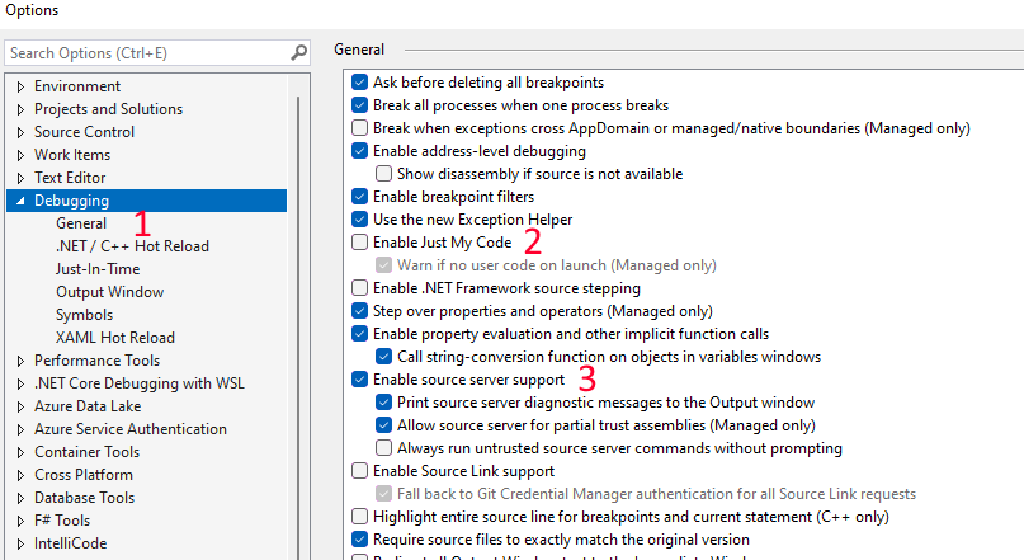 Options
Search Options (Ctrl+E)
Environment
Projects and Solutions
Source Control
Work Items
Text Editor
Debugging
General
1
.NET / C++ Hot Reload
Just-In-Time
Output Window
Symbols
XAML Hot Reload
Performance Tools
.NET Core Debugging with WSL
Azure Data Lake
Azure Service Authentication
Container Tools
Cross Platform
Database Tools
F# Tools
IntelliCode
General
Ask before deleting all breakpoints
Break all processes when one process breaks
Break when exceptions cross AppDomain or managed/native boundaries (Managed only)
Enable address-level debugging
Show disassembly if source is not available
Enable breakpoint filters
Use the new Exception Helper
Enable Just My Code 2
Warn if no user code on launch (Managed only)
Enable .NET Framework source stepping
Step over properties and operators (Managed only)
Enable property evaluation and other implicit function calls
Call string-conversion function on objects in variables windows
Enable source server support 3
Print source server diagnostic messages to the Output window
Allow source server for partial trust assemblies (Managed only)
Always run untrusted source server commands without prompting
Enable Source Link support
Fall back to Git Credential Manager authentication for all Source Link requests
Highlight entire source line for breakpoints and current statement (C++ only)
Require source files to exactly match the original version